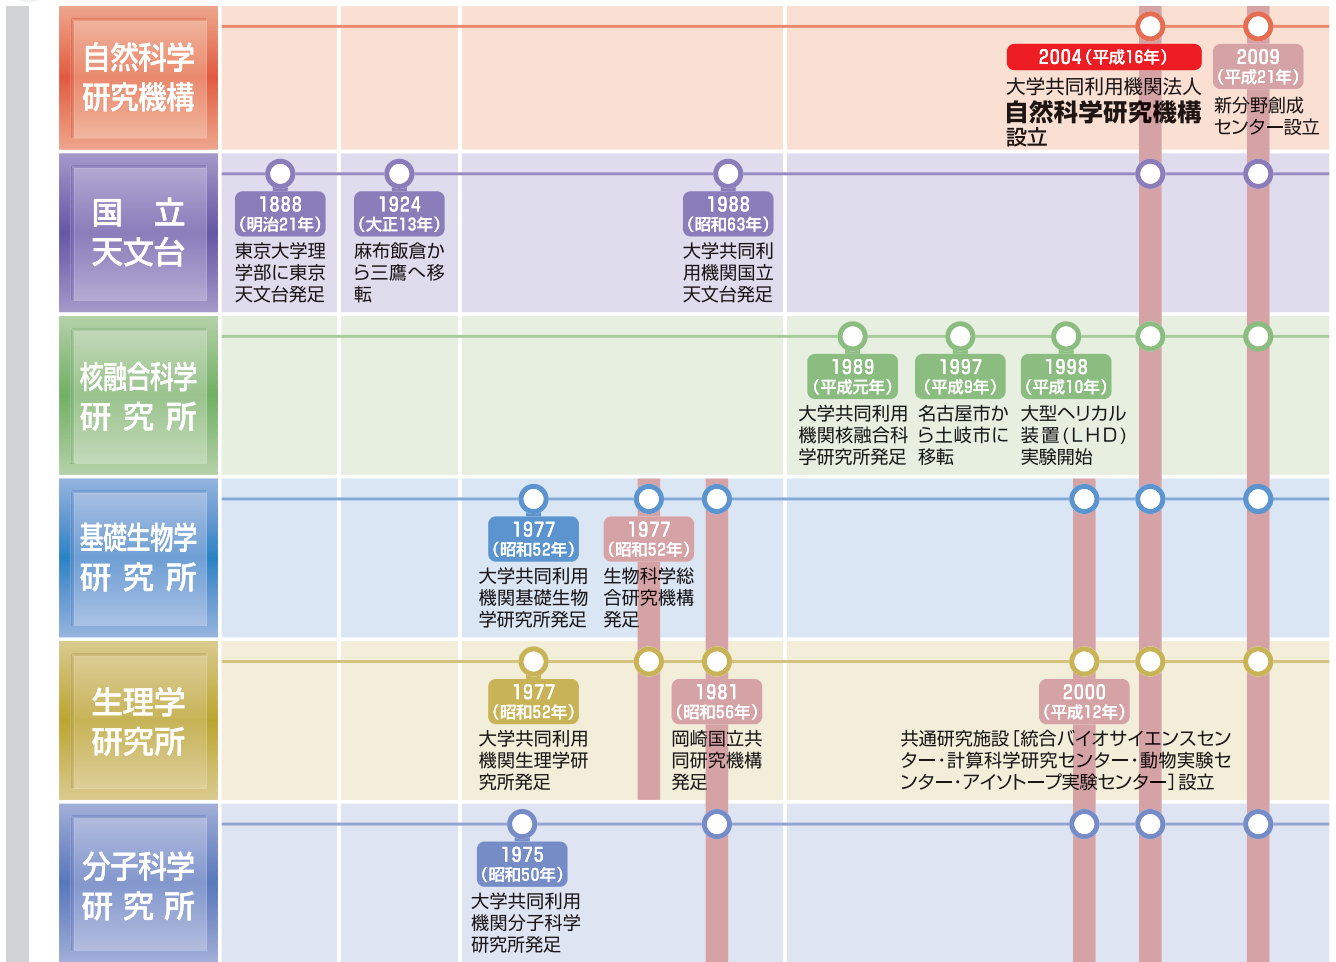 自然科学
研究機構
2004(平成16年)
大学共同利用機関法人
自然科学研究機構
設立
2009
(平成21年)
新分野創成
センター設立
国 立
天文台
1888
(明治21年)
東京大学理
学部に東京
天文台発足
1924
(大正13年)
麻布飯倉か
ら三鷹へ移
転
1988
(昭和63年)
大学共同利
用機関国立
天文台発足
核融合科学
研 究 所
1989
(平成元年)
大学共同利用
機関核融合科
学研究所発足
1997
(平成9年)
名古屋市か
ら土岐市に
移転
1998
(平成10年)
大型ヘリカル
装置(LHD)
実験開始
基礎生物学
研 究 所
1977
(昭和52年)
大学共同利用
機関基礎生物
学研究所発足
1977
(昭和52年)
生物科学総
合研究機構
発足
生理学
研究所
1977
(昭和52年)
大学共同利用
機関生理学研
究所発足
1981
(昭和56年)
岡崎国立共
同研究機構
発足
2000
(平成12年)
共通研究施設[統合バイオサイエンスセン
ター・計算科学研究センター・動物実験セ
ンター・アイソトープ実験センター]設立
分子科学
研 究 所
1975
(昭和50年)
大学共同利用
機関分子科学
研究所発足